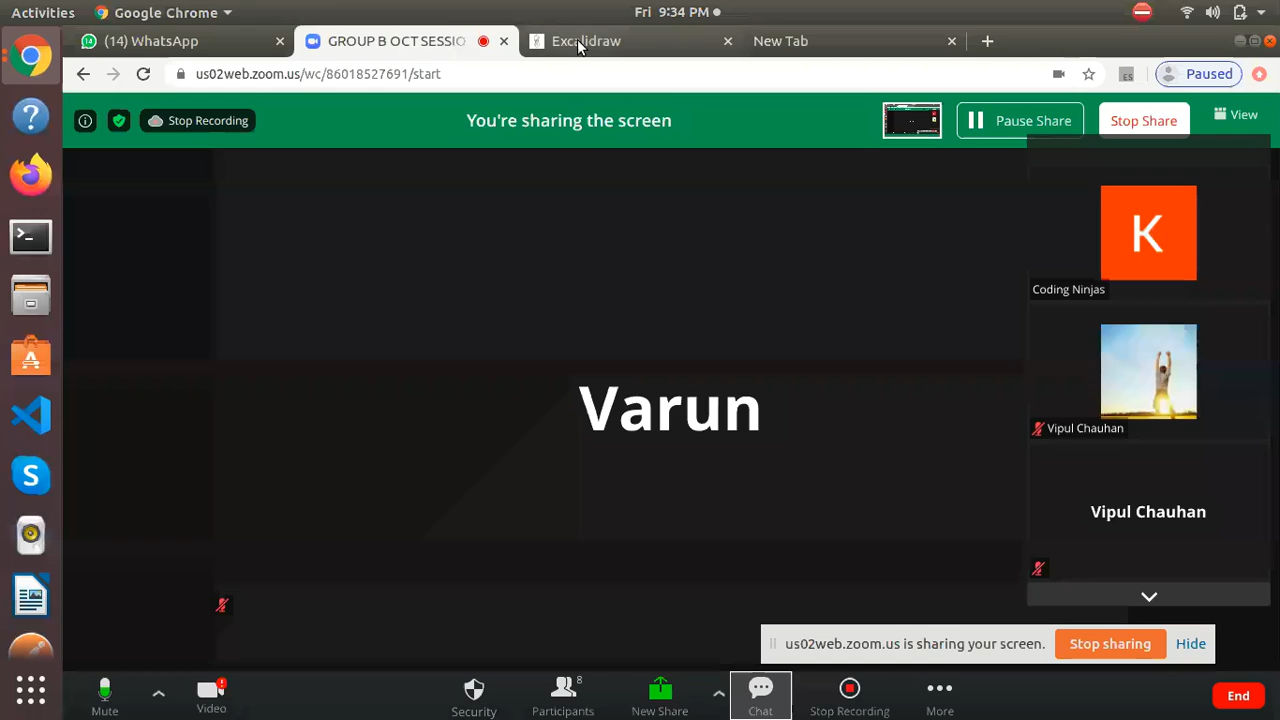 Activities Google Chrome Fri 9:34 PM
(14) WhatsApp GROUP B OCT SESSIO Excalidraw New Tab
us02web.zoom.us/wc/86018527691/start ES Paused
Stop Recording You're sharing the screen Pause Share Stop Share View
K
Coding Ninjas
Varun
Vipul Chauhan
Vipul Chauhan
us02web.zoom.us is sharing your screen. Stop sharing Hide
Mute Video Security Participants 8 New Share Chat Stop Recording More End